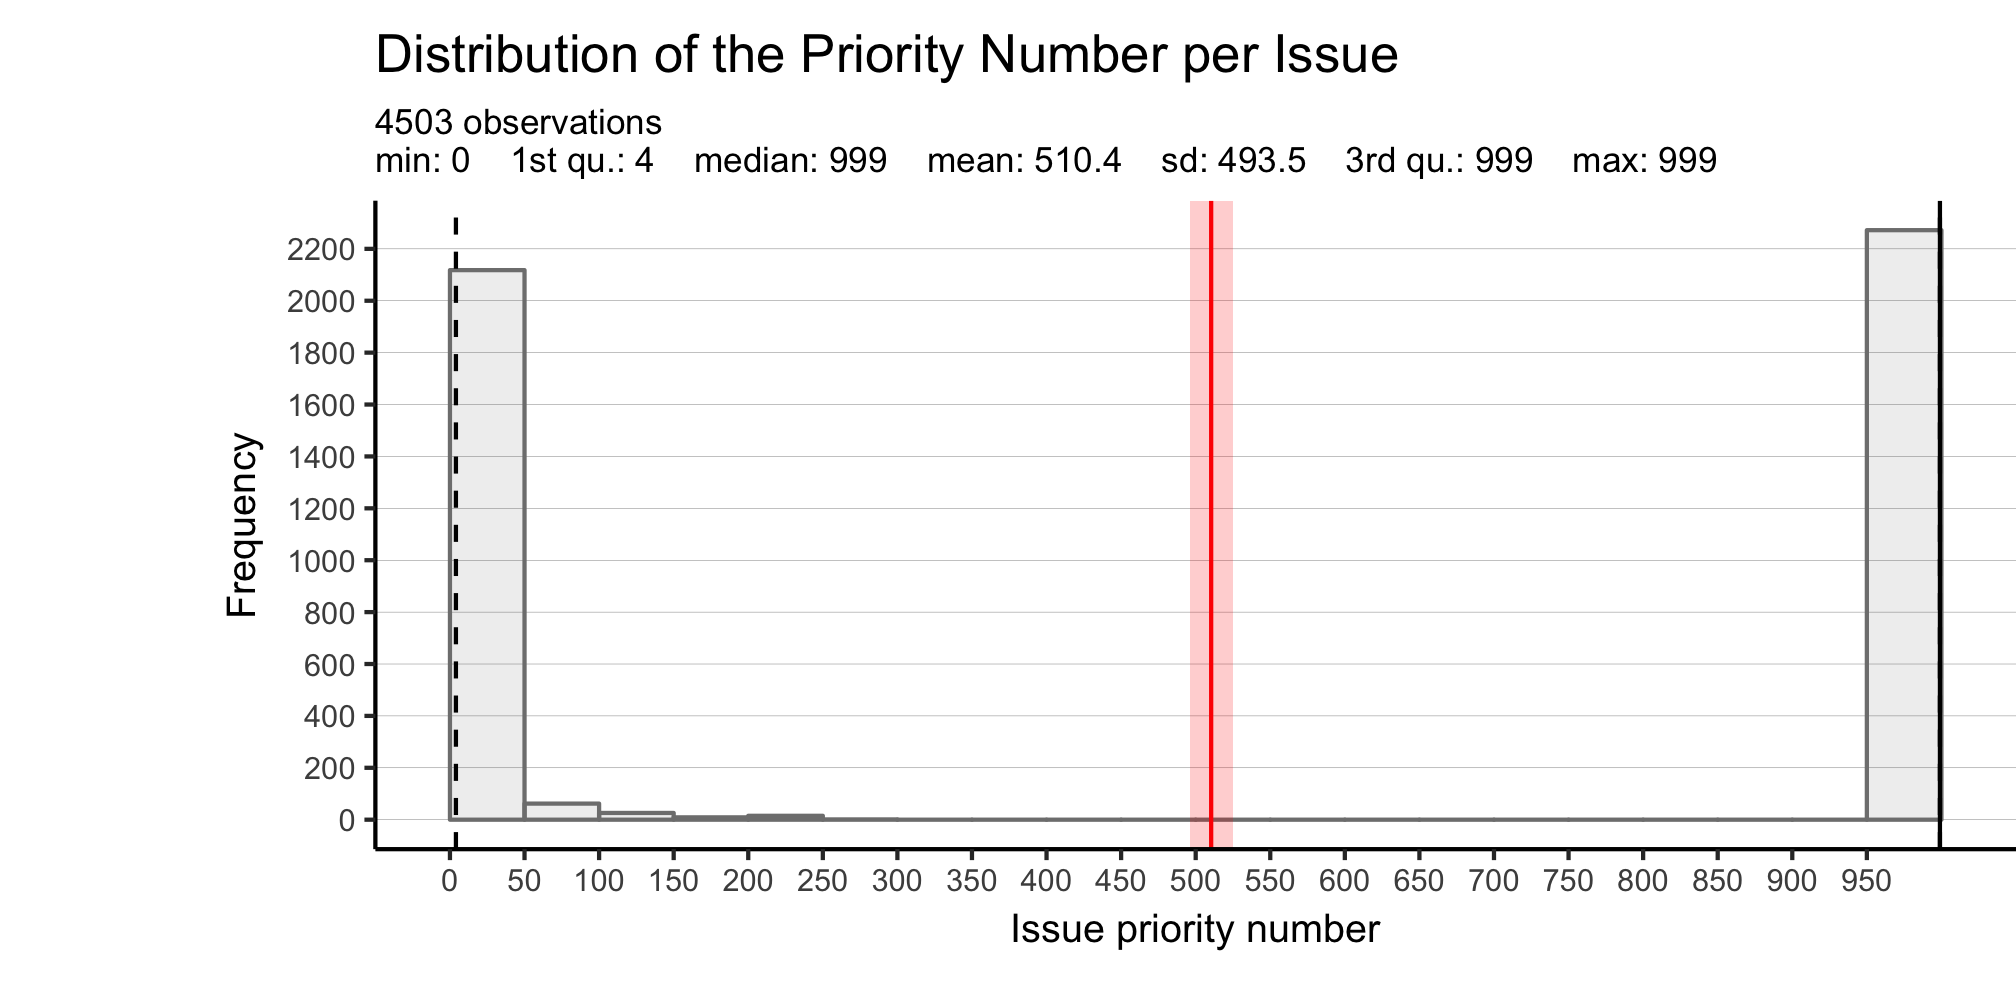 Distribution of the Priority Number per Issue
4503 observations
min: 0 1st qu.: 4 median: 999 mean: 510.4 sd: 493.5 3rd qu.: 999 max: 999
2200
2000
1800
1600
1400
1200
1000
800
600
400
200
0
Frequency
0 50 100 150 200 250 300 350 400 450 500 550 600 650 700 750 800 850 900 950
Issue priority number